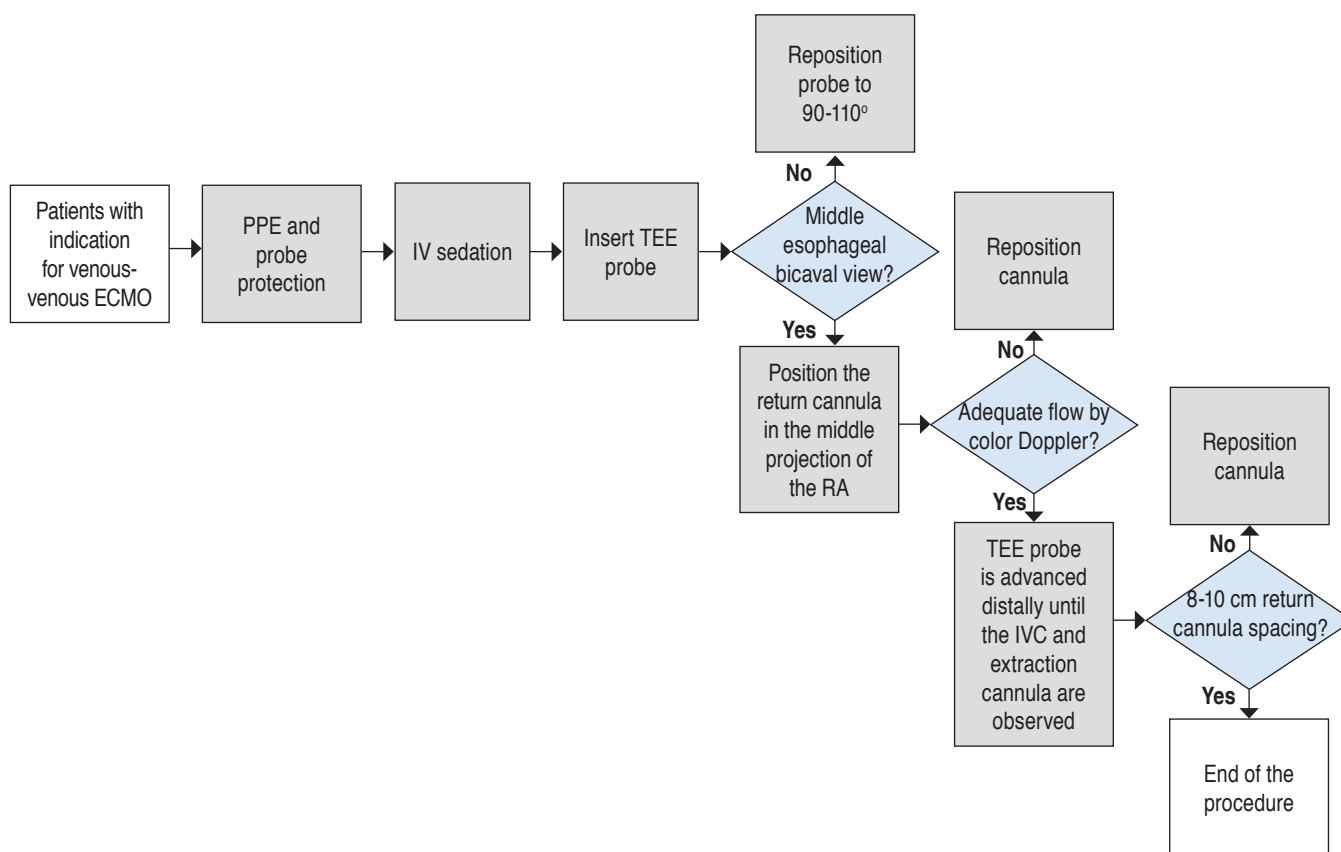 Reposition
probe to
90-110º
No
Patients with
indication
for venous-
venous ECMO
PPE and
probe
protection
IV sedation
Insert TEE
probe
Middle
esophageal
bicaval view?
Yes
Reposition
cannula
No
Position the
return cannula
in the middle
projection of
the RA
Adequate flow by
color Doppler?
Yes
Reposition
cannula
No
TEE probe
is advanced
distally until
the IVC and
extraction
cannula are
observed
8-10 cm return
cannula spacing?
Yes
End of the
procedure